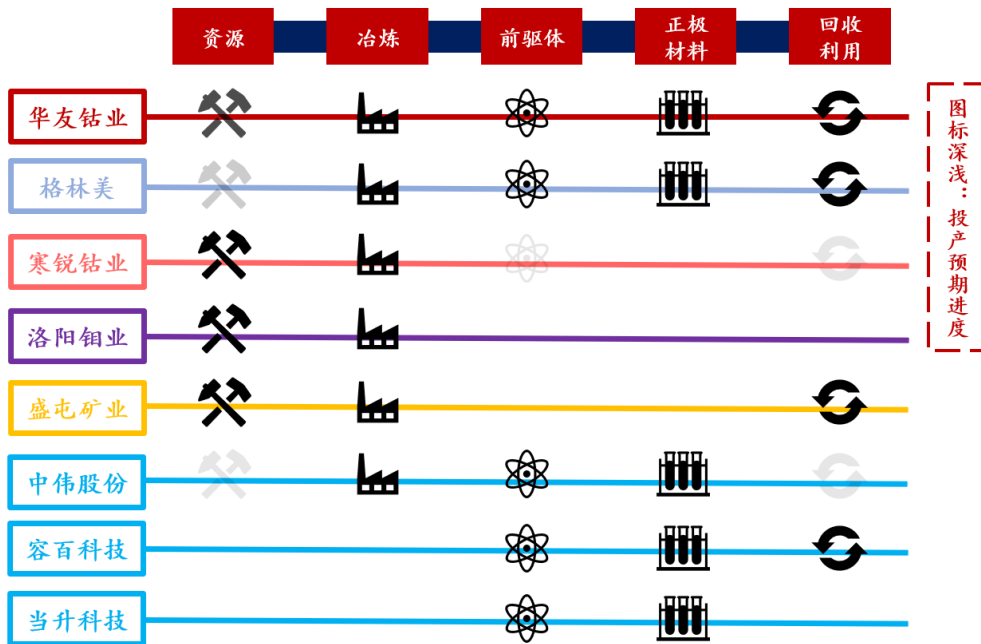 资源
冶炼
前驱体
正极
材料
回收
利用
华友钴业
格林美
寒锐钴业
洛阳钼业
盛屯矿业
中伟股份
容百科技
当升科技
图标深浅：投产预期进度